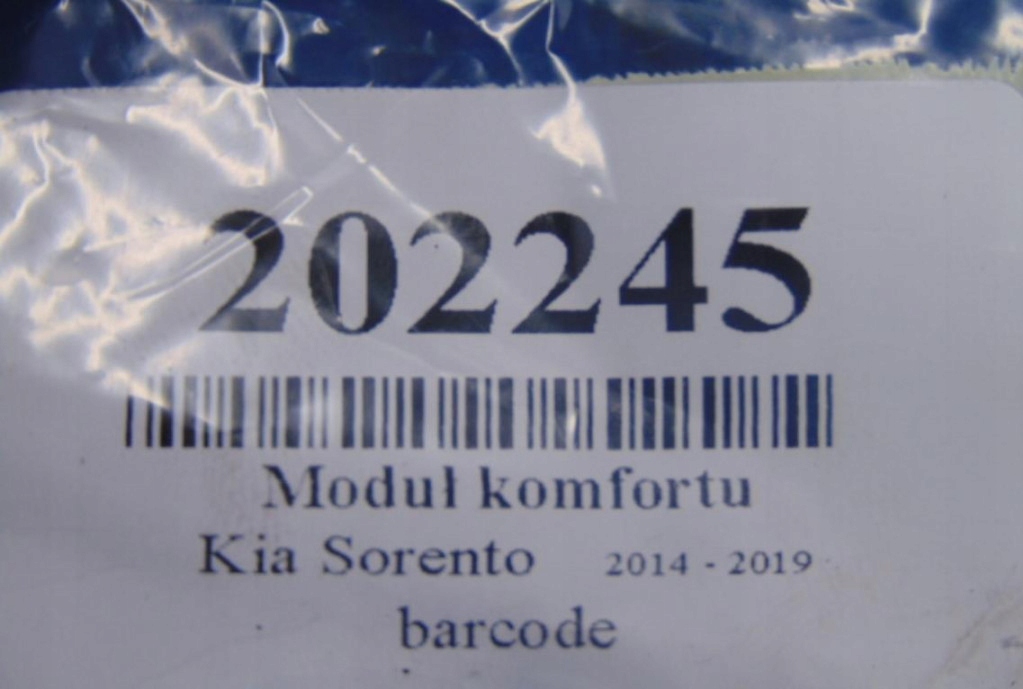 202245
Moduł komfortu
Kia Sorento 2014 - 2019
barcode